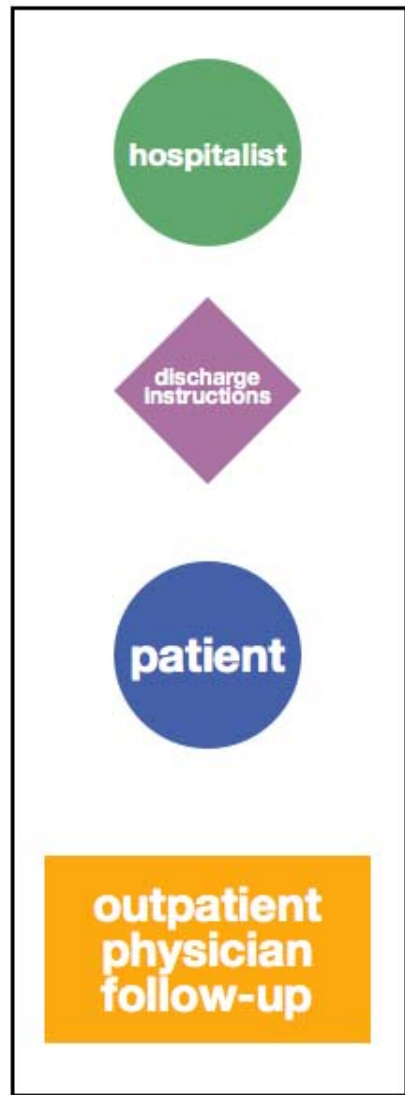 hospitalist
discharge
instructions
patient
outpatient
physician
follow-up